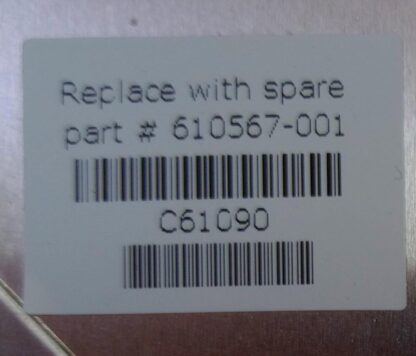 Replace with spare
part # 610567-001
C61090